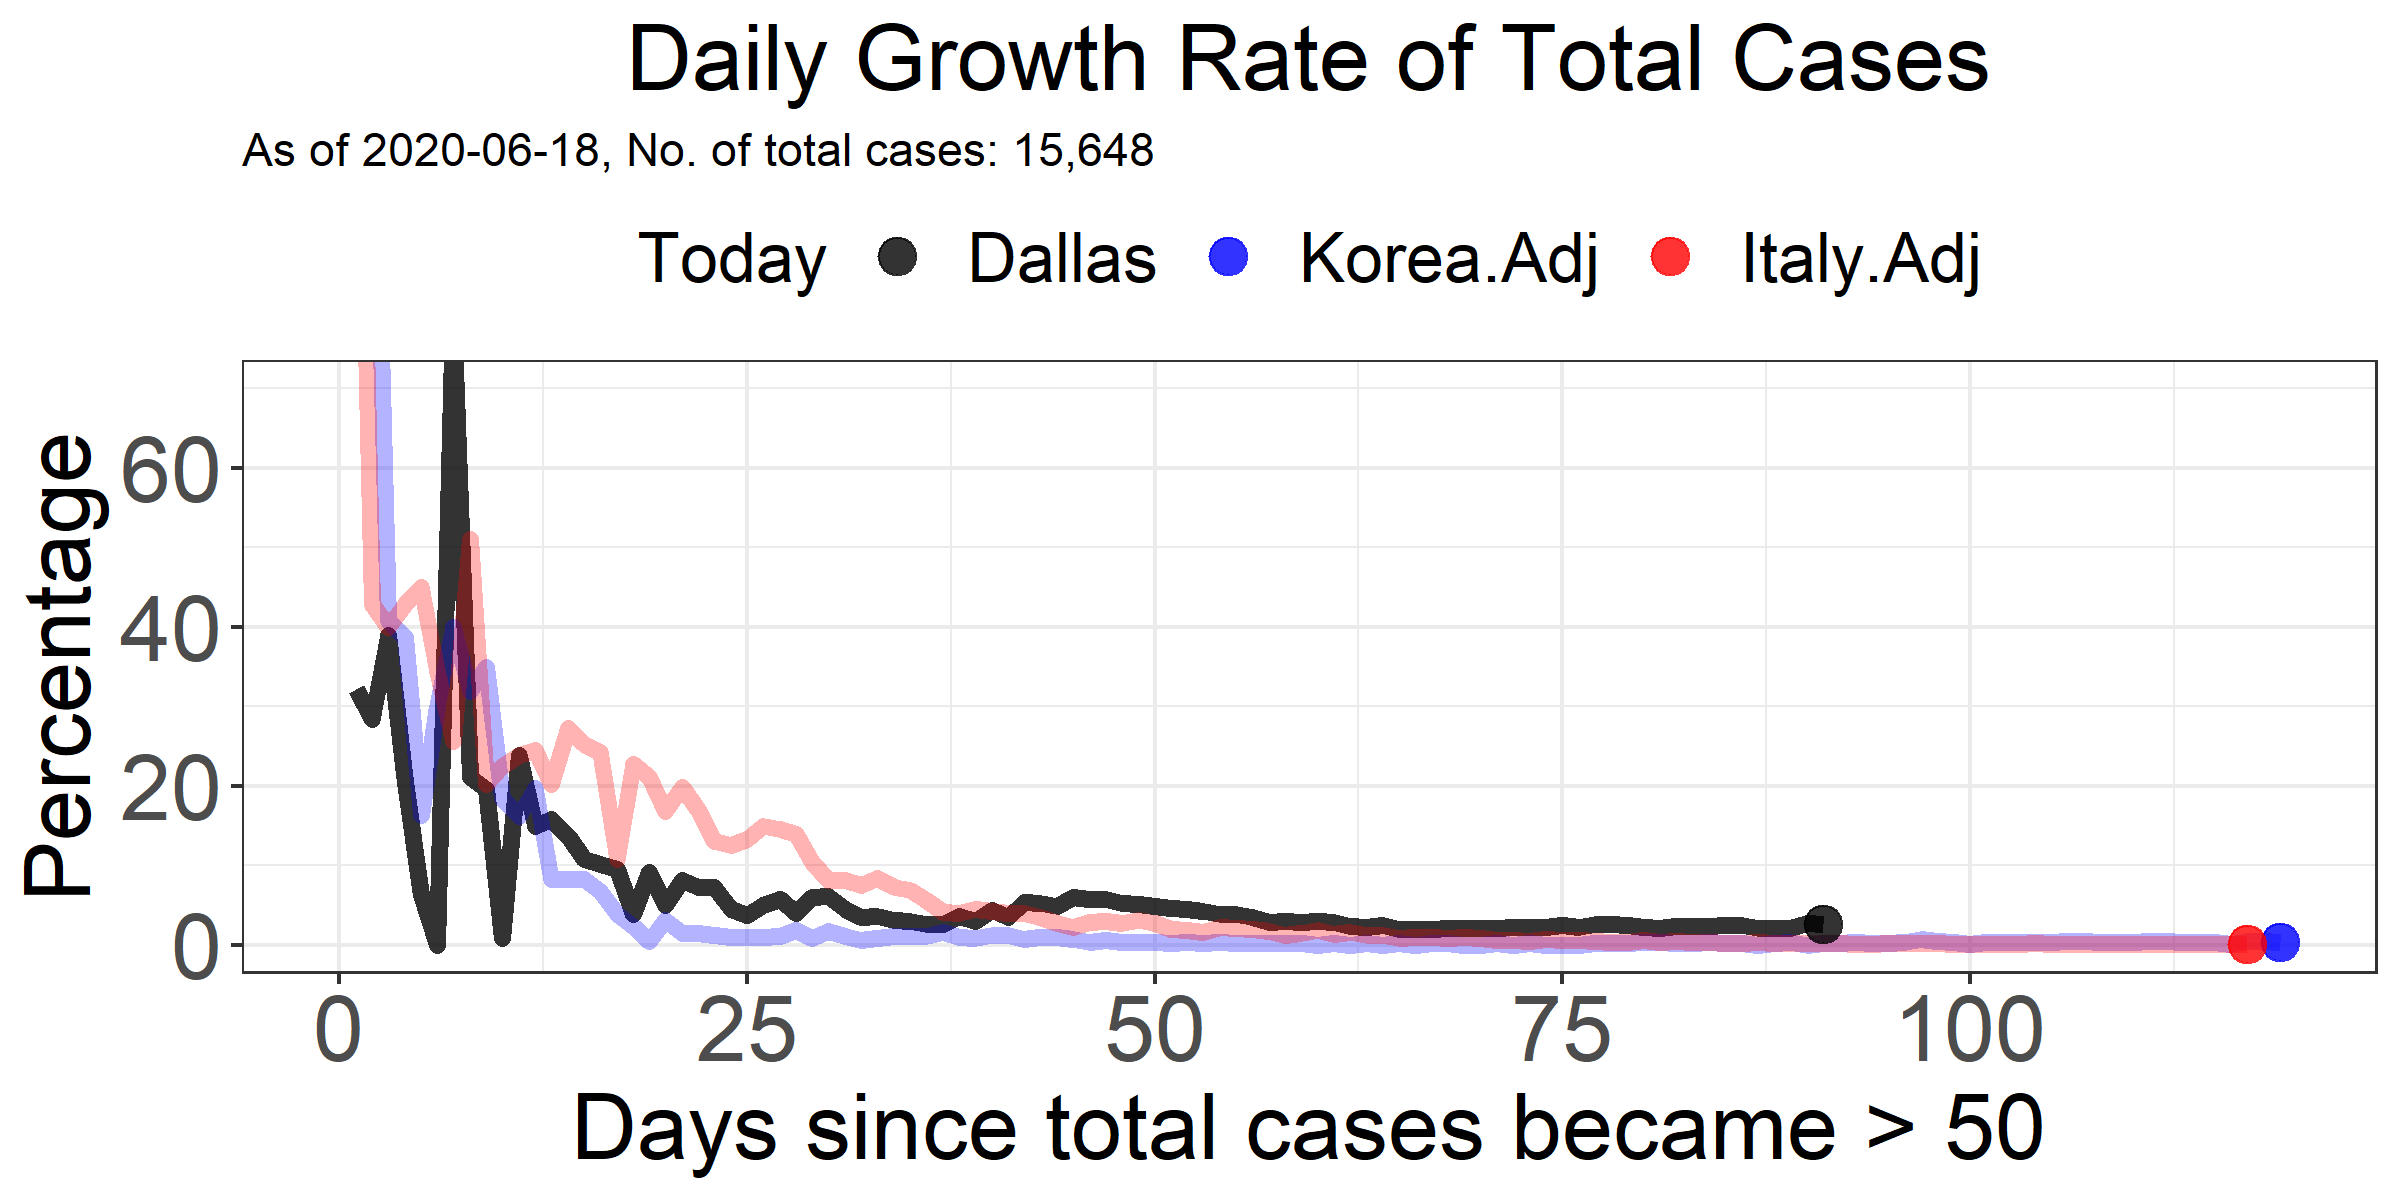 Daily Growth Rate of Total Cases
As of 2020-06-18, No. of total cases: 15,648
Today Dallas Korea.Adj Italy.Adj
Percentage
60
40
20
0
0 25 50 75 100
Days since total cases became > 50